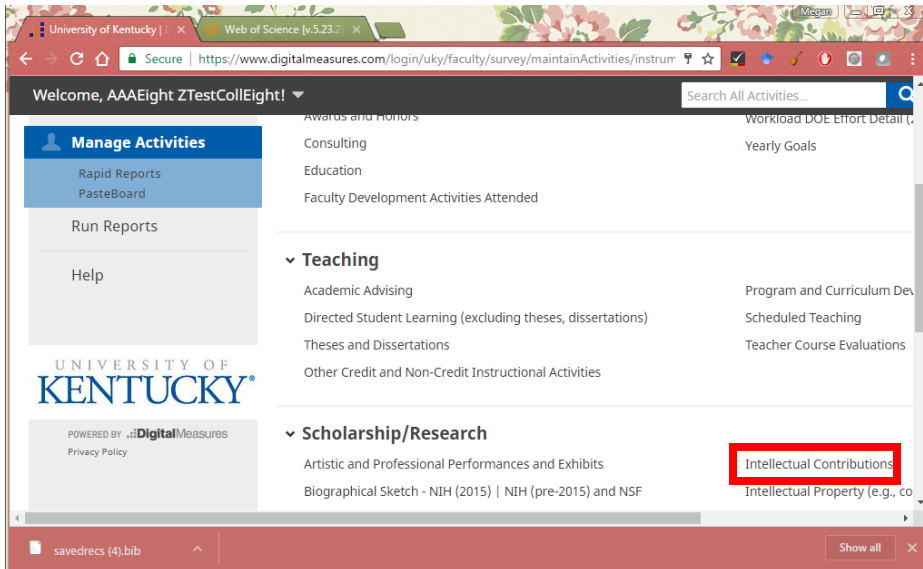 Megan
University of Kentucky | D
Web of Science [v.5.23.2]
Secure | https://www.digitalmeasures.com/login/uky/faculty/survey/maintainActivities/instrum
Welcome, AAAEight ZTestCollEight!
Search All Activities...
Manage Activities
Rapid Reports
PasteBoard
Run Reports
Help
UNIVERSITY OF
KENTUCKY®
POWERED BY .::DigitalMeasures
Privacy Policy
Awards and Honors
Workload DOE Effort Detail (2
Consulting
Yearly Goals
Education
Faculty Development Activities Attended
Teaching
Academic Advising
Program and Curriculum Dev
Directed Student Learning (excluding theses, dissertations)
Scheduled Teaching
Theses and Dissertations
Teacher Course Evaluations
Other Credit and Non-Credit Instructional Activities
Scholarship/Research
Artistic and Professional Performances and Exhibits
Intellectual Contributions
Biographical Sketch - NIH (2015) | NIH (pre-2015) and NSF
Intellectual Property (e.g., co
savedrecs (4).bib
Show all